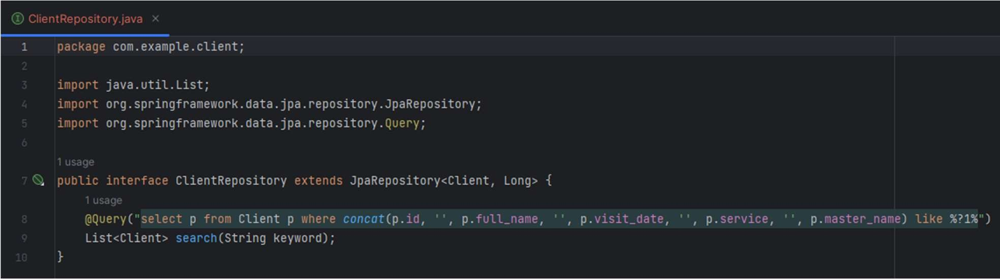 ClientRepository.java ×
1 package com.example.client;
2
3 import java.util.List;
4 import org.springframework.data.jpa.repository.JpaRepository;
5 import org.springframework.data.jpa.repository.Query;
6
1 usage
7 public interface ClientRepository extends JpaRepository<Client, Long> {
1 usage
8 @Query("select p from Client p where concat(p.id, '', p.full_name, '', p.visit_date, '', p.service, '', p.master_name) like %?1%")
9 List<Client> search(String keyword);
10 }